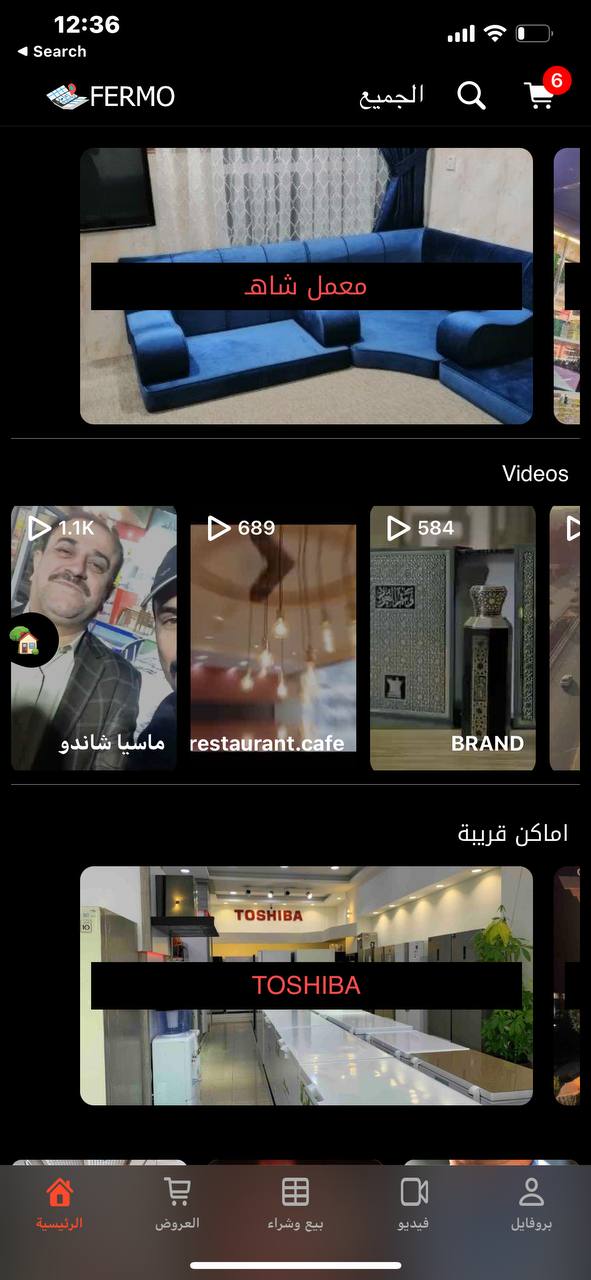 12:36
Search
FERMO
الجميع
6
معمل شاهـ
Videos
1.1K
689
584
ماسيا شاندو
restaurant.cafe
BRAND
اماكن قريبة
TOSHIBA
TOSHIBA
الرئيسية
العروض
بيع وشراء
فيديو
بروفايل